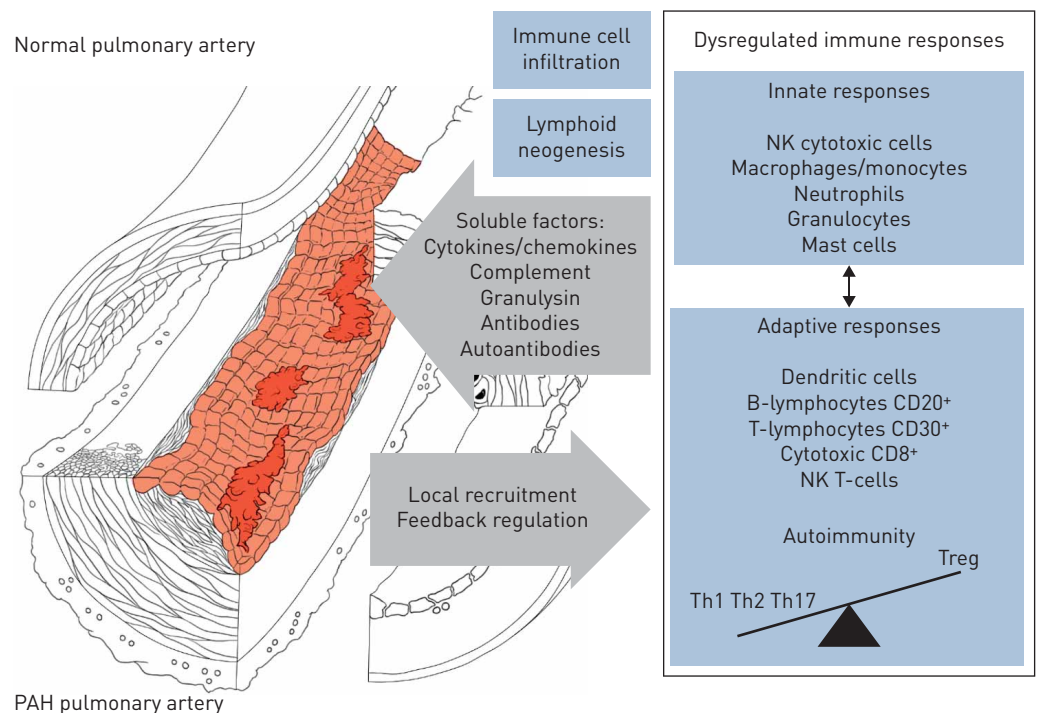 Normal pulmonary artery
Immune cell
infiltration
Lymphoid
neogenesis
Soluble factors:
Cytokines/chemokines
Complement
Granulysin
Antibodies
Autoantibodies
Local recruitment
Feedback regulation
PAH pulmonary artery
Dysregulated immune responses
Innate responses
NK cytotoxic cells
Macrophages/monocytes
Neutrophils
Granulocytes
Mast cells
Adaptive responses
Dendritic cells
B-lymphocytes CD20⁺
T-lymphocytes CD30⁺
Cytotoxic CD8⁺
NK T-cells
Autoimmunity
Treg
Th1 Th2 Th17